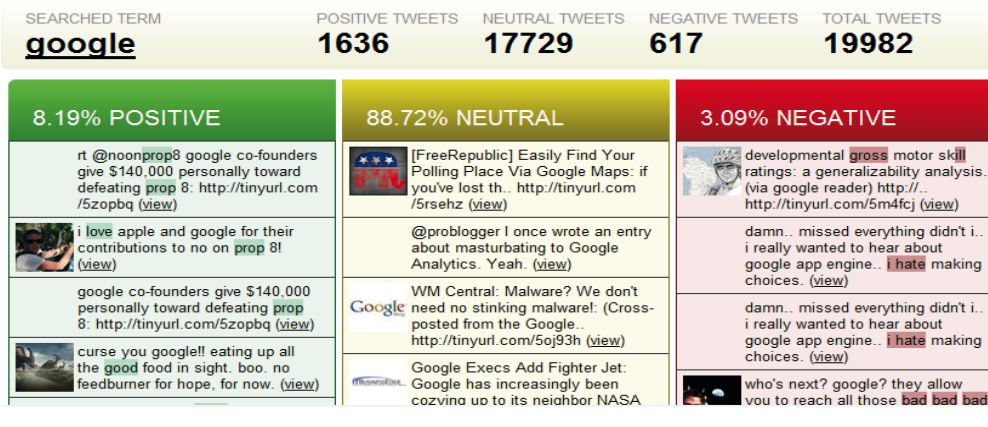 SEARCHED TERM
google
POSITIVE TWEETS
1636
NEUTRAL TWEETS
17729
NEGATIVE TWEETS
617
TOTAL TWEETS
19982
8.19% POSITIVE
rt @noonprop8 google co-founders
give $140,000 personally toward
defeating prop 8: http://tinyurl.com
/5zopbq (view)
i love apple and google for their
contributions to no on prop 8!
(view)
google co-founders give $140,000
personally toward defeating prop
8: http://tinyurl.com/5zopbq (view)
curse you google!! eating up all
the good food in sight. boo. no
feedburner for hope, for now. (view)
88.72% NEUTRAL
[FreeRepublic] Easily Find Your
Polling Place Via Google Maps: if
you've lost th.. http://tinyurl.com
/5rsehz (view)
@problogger I once wrote an entry
about masturbating to Google
Analytics. Yeah. (view)
Google
WM Central: Malware? We don't
need no stinking malware!: (Cross-
posted from the Google..
http://tinyurl.com/5oj93h (view)
ITBUSINESSEDGE
Google Execs Add Fighter Jet:
Google has increasingly been
cozying up to its neighbor NASA
3.09% NEGATIVE
developmental gross motor skill
ratings: a generalizability analysis.
(via google reader) http://..
http://tinyurl.com/5m4fcj (view)
damn.. missed everything didn't i..
i really wanted to hear about
google app engine.. i hate making
choices. (view)
damn.. missed everything didn't i..
i really wanted to hear about
google app engine.. i hate making
choices. (view)
who's next? google? they allow
you to reach all those bad bad bad